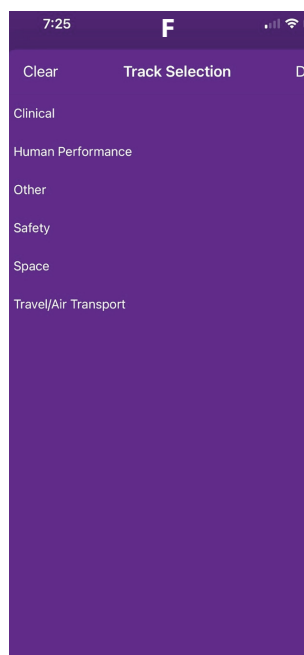 7:25
F
Clear Track Selection D
Clinical
Human Performance
Other
Safety
Space
Travel/Air Transport